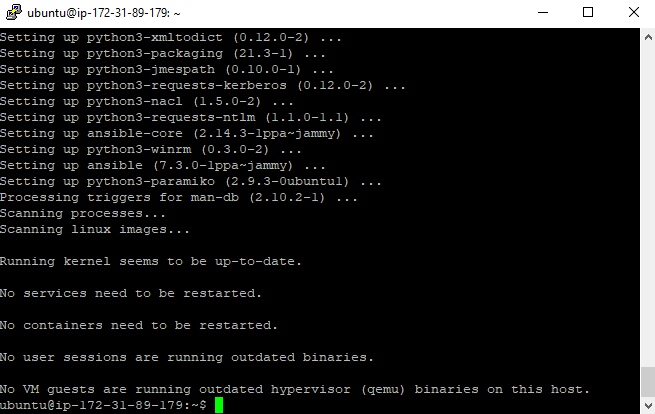 ubuntu@ip-172-31-89-179: ~
Setting up python3-xmltodict (0.12.0-2) ...
Setting up python3-packaging (21.3-1) ...
Setting up python3-jmespath (0.10.0-1) ...
Setting up python3-requests-kerberos (0.12.0-2) ...
Setting up python3-nacl (1.5.0-2) ...
Setting up python3-requests-ntlm (1.1.0-1.1) ...
Setting up ansible-core (2.14.3-1ppa~jammy) ...
Setting up python3-winrm (0.3.0-2) ...
Setting up ansible (7.3.0-1ppa~jammy) ...
Setting up python3-paramiko (2.9.3-0ubuntu1) ...
Processing triggers for man-db (2.10.2-1) ...
Scanning processes...
Scanning linux images...
Running kernel seems to be up-to-date.
No services need to be restarted.
No containers need to be restarted.
No user sessions are running outdated binaries.
No VM guests are running outdated hypervisor (qemu) binaries on this host.
ubuntu@ip-172-31-89-179:~$